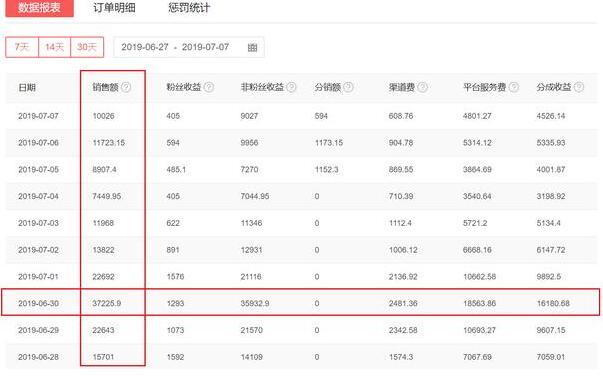 数据报表 订单明细 惩罚统计
7天 14天 30天 2019-06-27 - 2019-07-07
日期 销售额 ? 粉丝收益 ? 非粉丝收益 ? 分销额 ? 渠道费 ? 平台服务费 ? 分成收益 ?
2019-07-07 10026 405 9027 594 608.76 4801.27 4526.14
2019-07-06 11723.15 594 9956 1173.15 904.78 5314.12 5335.93
2019-07-05 8907.4 485.1 7270 1152.3 869.55 3864.69 4001.87
2019-07-04 7449.95 405 7044.95 0 710.39 3540.64 3198.92
2019-07-03 11968 622 11346 0 1112.4 5721.2 5134.4
2019-07-02 13822 891 12931 0 1006.12 6668.16 6147.72
2019-07-01 22692 1576 21116 0 2136.92 10662.58 9892.5
2019-06-30 37225.9 1293 35932.9 0 2481.36 18563.86 16180.68
2019-06-29 22643 1073 21570 0 2342.58 10693.27 9607.15
2019-06-28 15701 1592 14109 0 1574.3 7067.69 7059.01